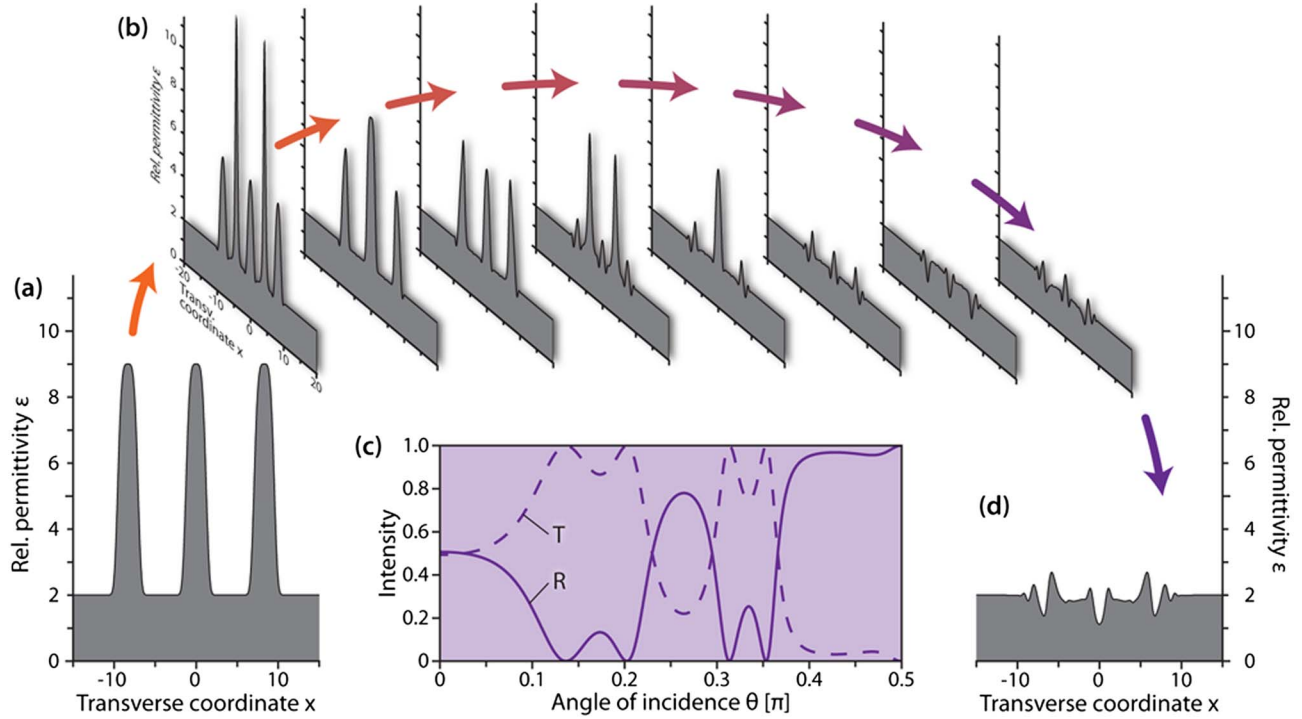 (b)
10
8
6
4
2
0
Rel. permittivity ε
-20
-10
0
10
20
Transv.
coordinate x
(a)
10
8
6
4
2
0
Rel. permittivity ε
-10
0
10
Transverse coordinate x
(c)
1.0
0.8
0.6
0.4
0.2
0
Intensity
T
R
0
0.1
0.2
0.3
0.4
0.5
Angle of incidence θ [π]
(d)
10
8
6
4
2
0
Rel. permittivity ε
-10
0
10
Transverse coordinate x